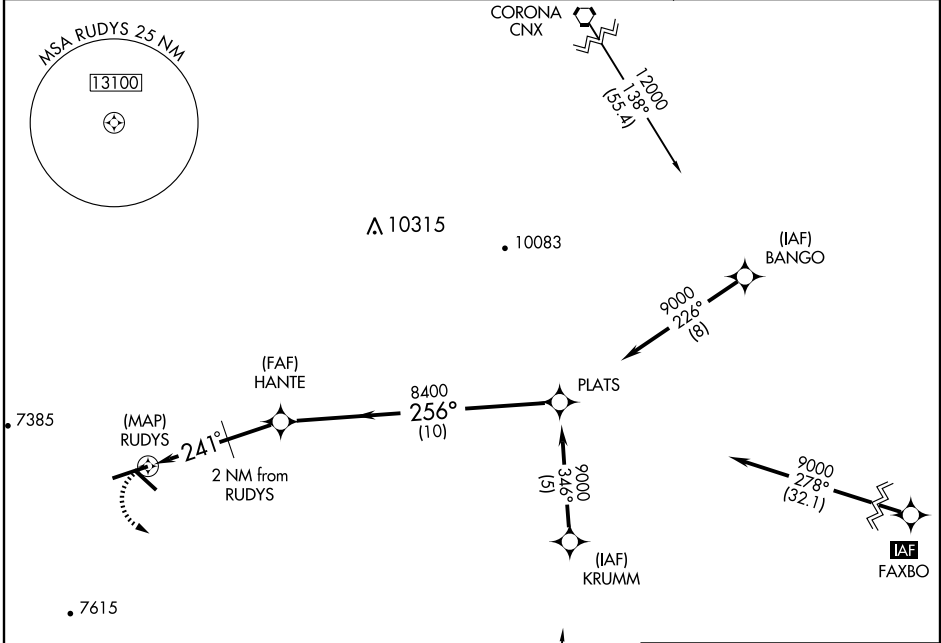 MSA RUDYS 25 NM
13100
CORONA
CNX
12000
138°
(55.4)
10315
10083
(IAF)
BANGO
9000
226°
(8)
(FAF)
HANTE
8400
256°
(10)
PLATS
7385
(MAP)
RUDYS
241°
2 NM from
RUDYS
9000
346°
(5)
9000
278°
(32.1)
IAF
FAXBO
(IAF)
KRUMM
7615